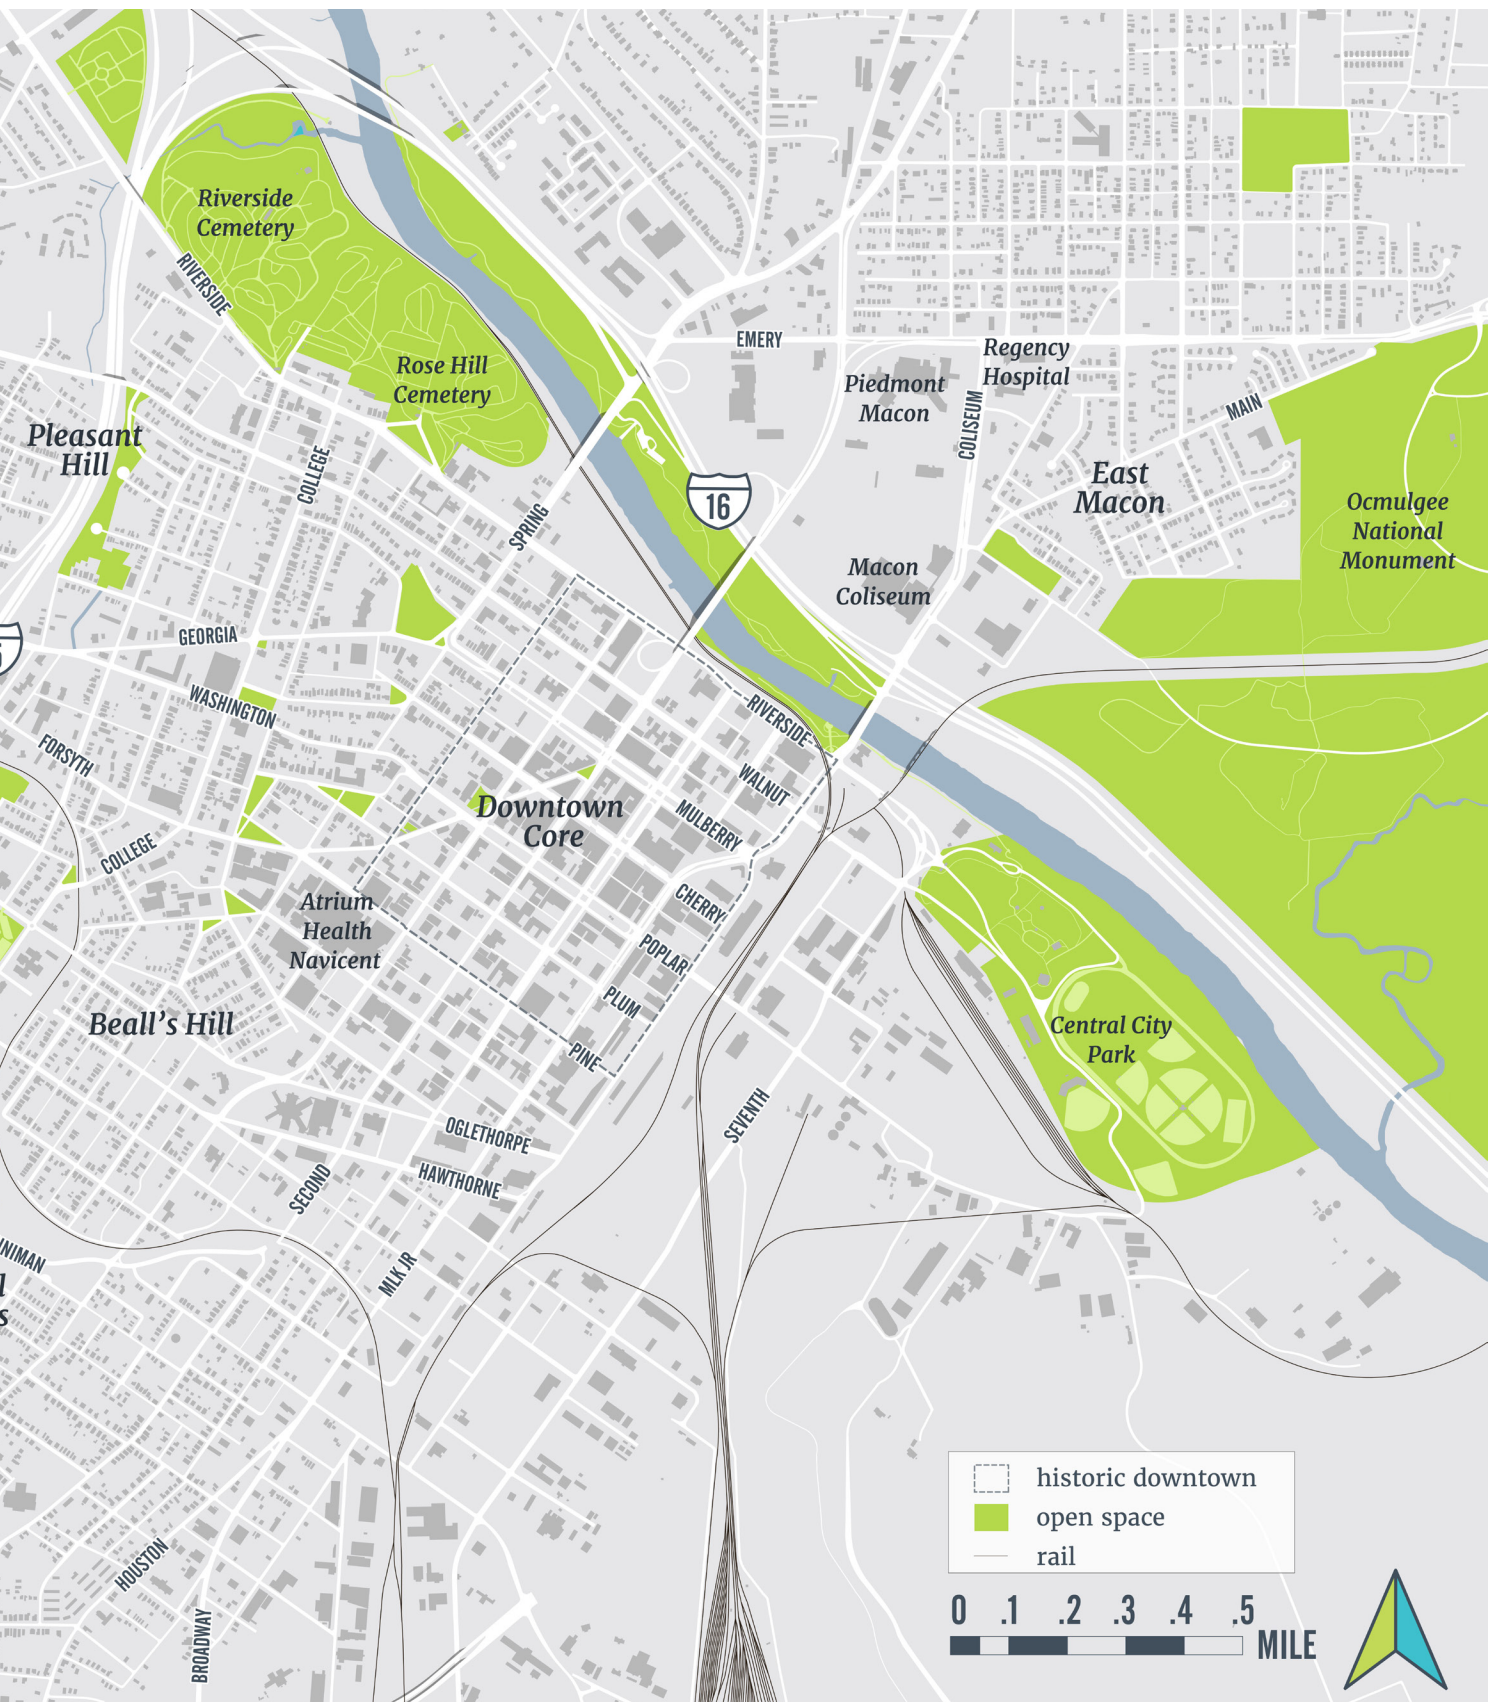 Riverside
Cemetery
RIVERSIDE
EMERY
Regency
Hospital
Rose Hill
Cemetery
Piedmont
Macon
MAIN
COLISEUM
Pleasant
Hill
COLLEGE
East
Macon
16
SPRING
Ocmulgee
National
Monument
Macon
Coliseum
GEORGIA
WASHINGTON
RIVERSIDE
FORSYTH
WALNUT
Downtown
Core
MULBERRY
COLLEGE
CHERRY
Atrium
Health
Navicent
POPLAR
PLUM
Beall's Hill
Central City
Park
PINE
SEVENTH
OGLETHORPE
HAWTHORNE
SECOND
MLK JR
HOUSTON
BROADWAY
historic downtown
open space
rail
0 .1 .2 .3 .4 .5
MILE